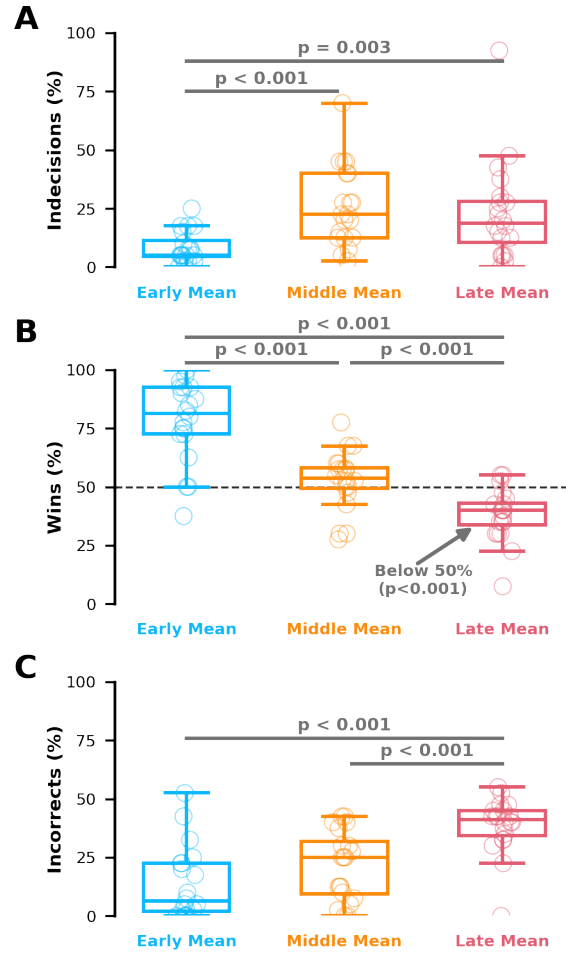 A
100
75
50
25
0
Indecisions (%)
p = 0.003
p < 0.001
Early Mean
Middle Mean
Late Mean
B
p < 0.001
p < 0.001
p < 0.001
100
75
50
25
0
Wins (%)
Below 50%
(p<0.001)
Early Mean
Middle Mean
Late Mean
C
100
75
50
25
0
Incorrects (%)
p < 0.001
p < 0.001
Early Mean
Middle Mean
Late Mean